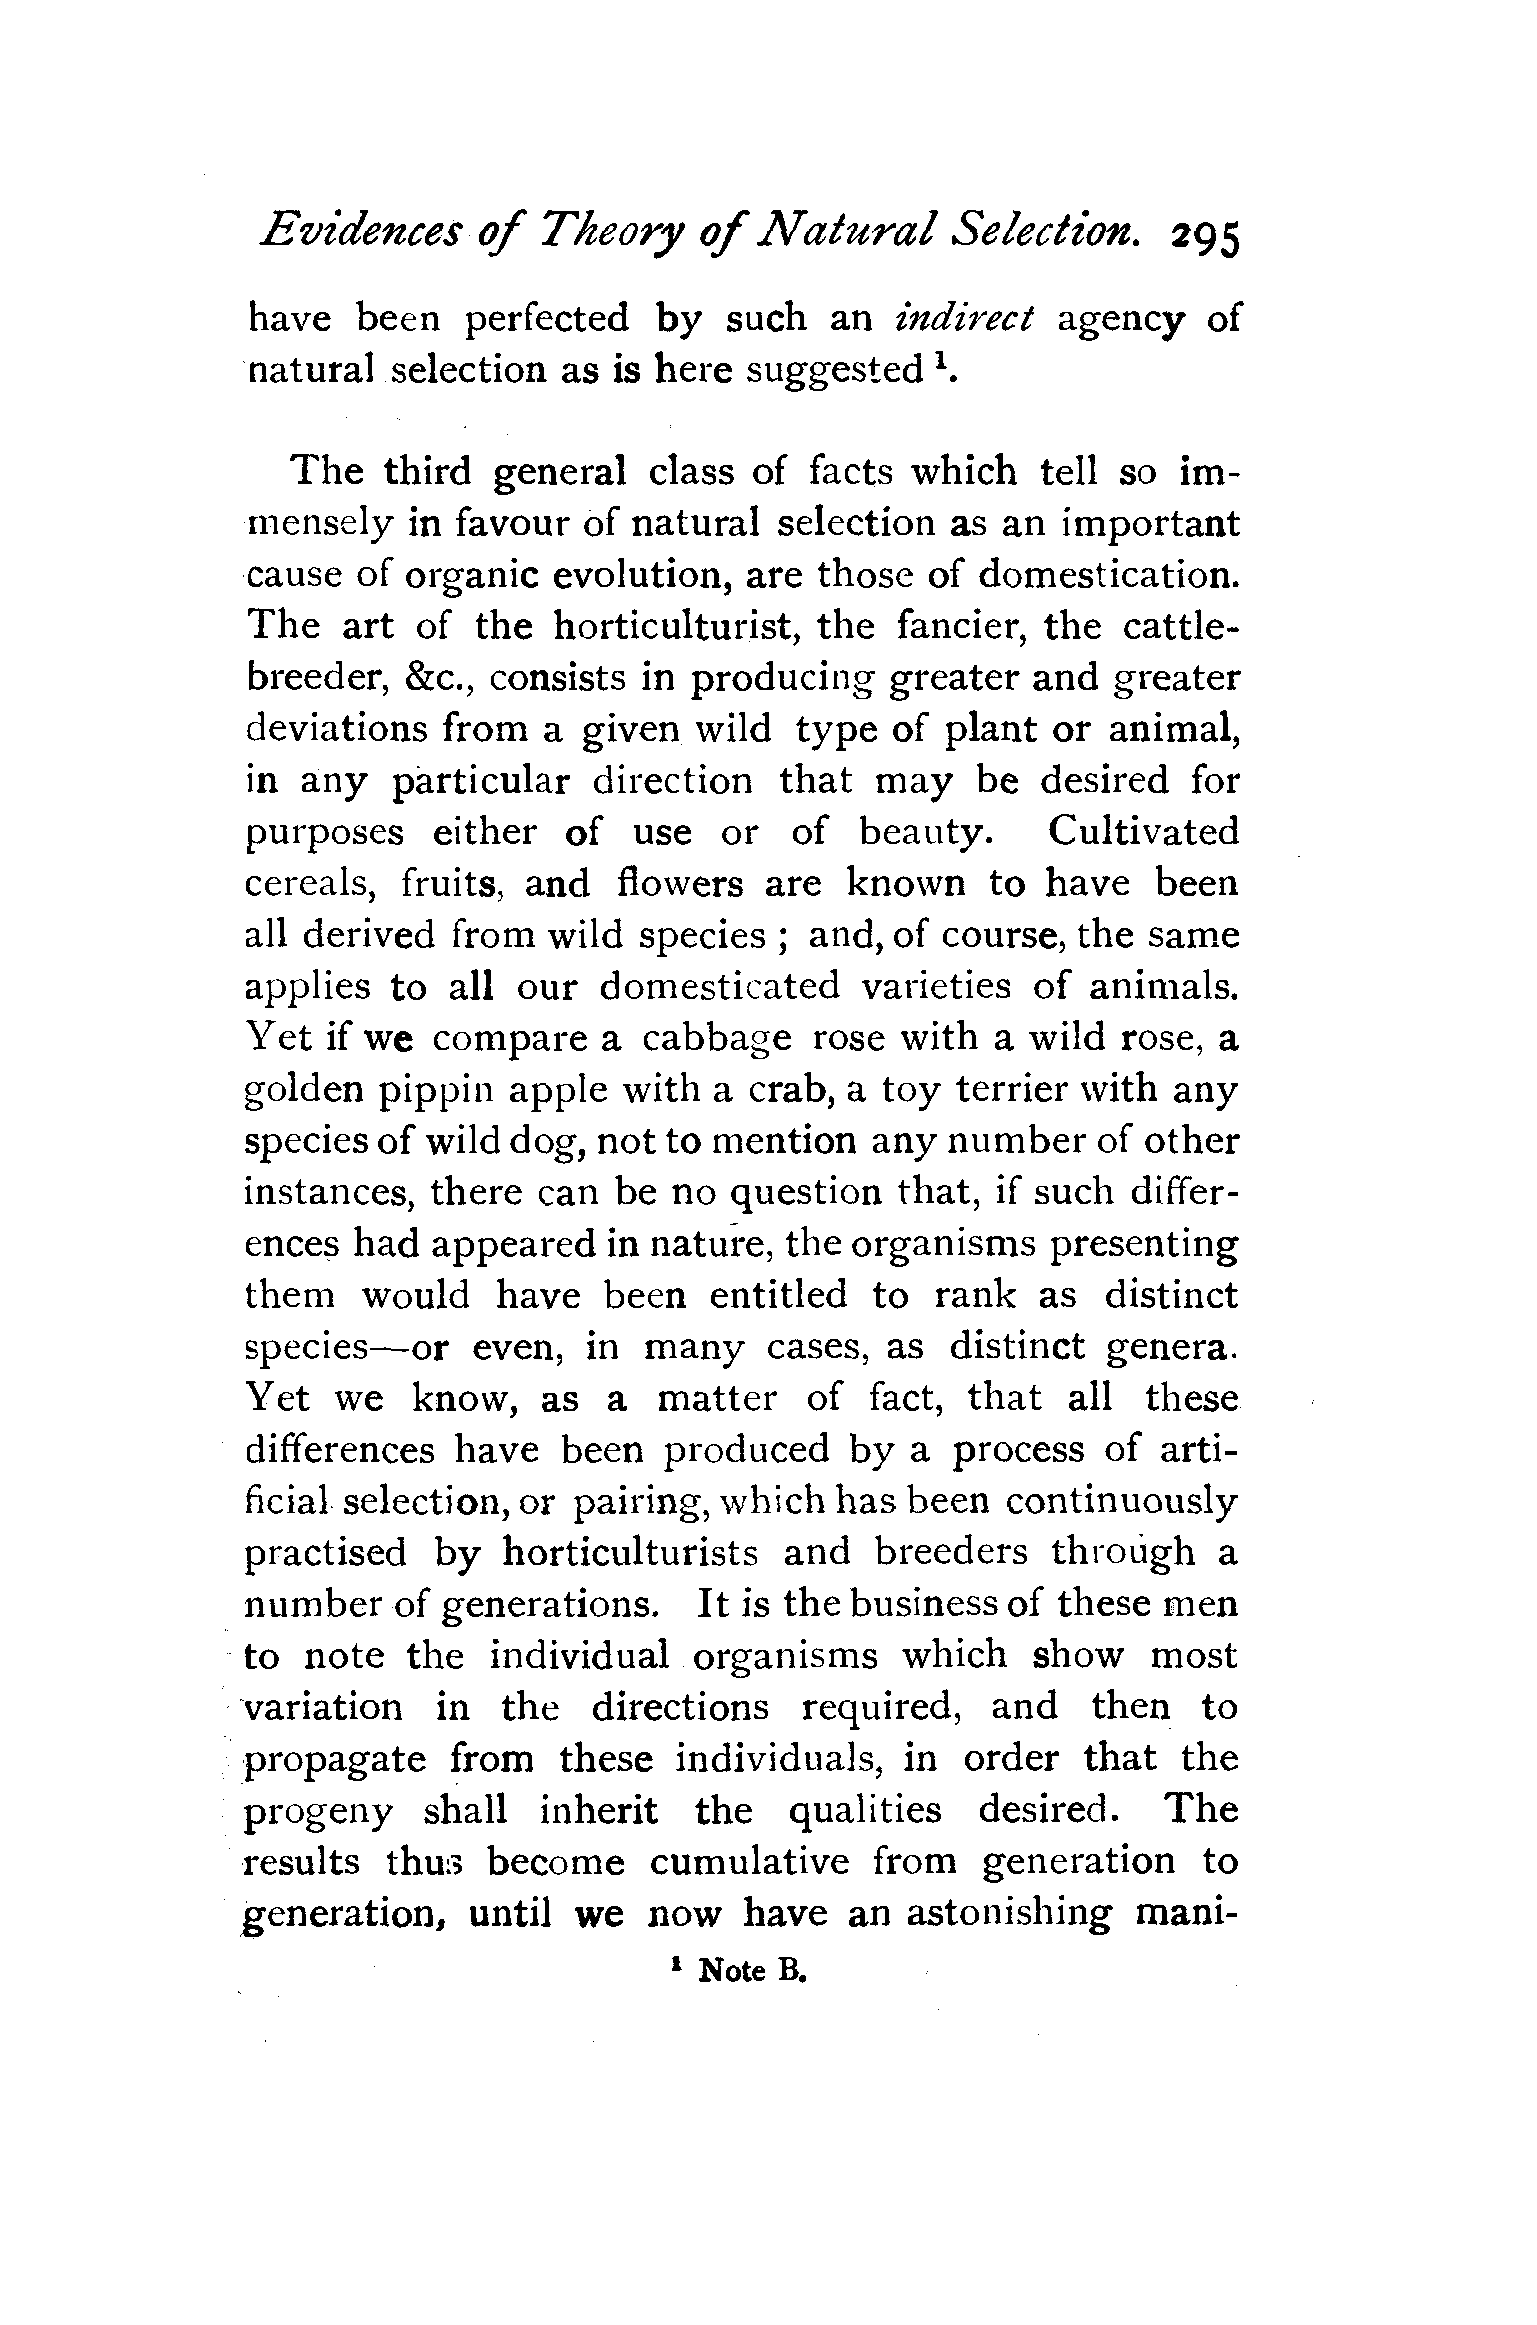 Evidences of Theory of Natural Selection. 295
have been perfected by such an indirect agency of
natural selection as is here suggested ¹.
The third general class of facts which tell so im-
mensely in favour of natural selection as an important
cause of organic evolution, are those of domestication.
The art of the horticulturist, the fancier, the cattle-
breeder, &c., consists in producing greater and greater
deviations from a given wild type of plant or animal,
in any particular direction that may be desired for
purposes either of use or of beauty. Cultivated
cereals, fruits, and flowers are known to have been
all derived from wild species ; and, of course, the same
applies to all our domesticated varieties of animals.
Yet if we compare a cabbage rose with a wild rose, a
golden pippin apple with a crab, a toy terrier with any
species of wild dog, not to mention any number of other
instances, there can be no question that, if such differ-
ences had appeared in nature, the organisms presenting
them would have been entitled to rank as distinct
species—or even, in many cases, as distinct genera.
Yet we know, as a matter of fact, that all these
differences have been produced by a process of arti-
ficial selection, or pairing, which has been continuously
practised by horticulturists and breeders through a
number of generations. It is the business of these men
to note the individual organisms which show most
variation in the directions required, and then to
propagate from these individuals, in order that the
progeny shall inherit the qualities desired. The
results thus become cumulative from generation to
generation, until we now have an astonishing mani-
¹ Note B.